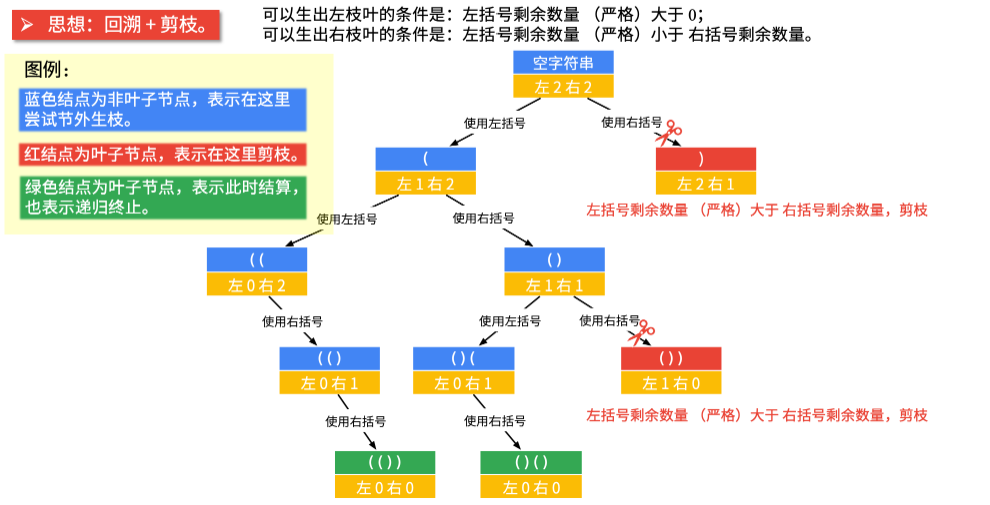 ➢ 思想：回溯 + 剪枝。
可以生出左枝叶的条件是：左括号剩余数量 （严格）大于 0；
可以生出右枝叶的条件是：左括号剩余数量 （严格）小于 右括号剩余数量。
图例：
蓝色结点为非叶子节点，表示在这里
尝试节外生枝。
红结点为叶子节点，表示在这里剪枝。
绿色结点为叶子节点，表示此时结算，
也表示递归终止。
空字符串
左 2 右 2
使用左括号
使用右括号
(
左 1 右 2
)
左 2 右 1
左括号剩余数量 （严格）大于 右括号剩余数量，剪枝
使用左括号
使用右括号
( (
左 0 右 2
( )
左 1 右 1
使用右括号
使用左括号
使用右括号
( ( )
左 0 右 1
( ) (
左 0 右 1
( ) )
左 1 右 0
左括号剩余数量 （严格）大于 右括号剩余数量，剪枝
使用右括号
使用右括号
( ( ) )
左 0 右 0
( ) ( )
左 0 右 0